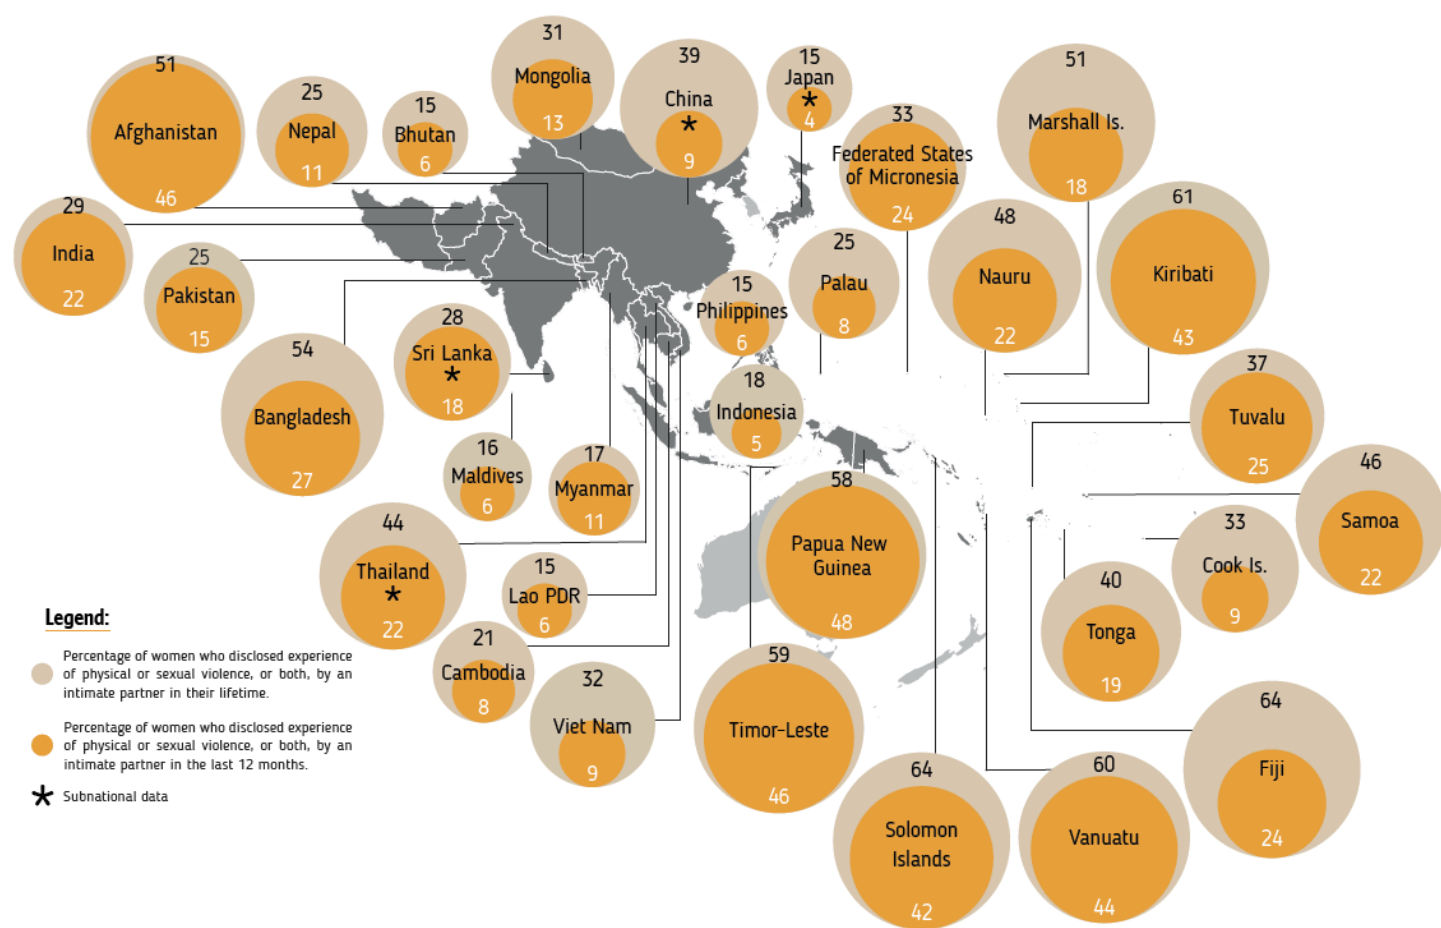 31
Mongolia
13
39
China
*
9
15
Japan
*
4
51
Afghanistan
46
25
Nepal
11
15
Bhutan
6
33
Federated States
of Micronesia
24
51
Marshall Is.
18
29
India
22
25
Pakistan
15
48
Nauru
22
61
Kiribati
43
25
Palau
8
15
Philippines
6
54
Bangladesh
27
28
Sri Lanka
*
18
18
Indonesia
5
37
Tuvalu
25
16
Maldives
6
17
Myanmar
11
58
Papua New
Guinea
48
46
Samoa
22
33
Cook Is.
9
44
Thailand
*
22
15
Lao PDR
6
40
Tonga
19
21
Cambodia
8
32
Viet Nam
9
59
Timor-Leste
46
64
Solomon
Islands
42
60
Vanuatu
44
64
Fiji
24
Legend:
Percentage of women who disclosed experience
of physical or sexual violence, or both, by an
intimate partner in their lifetime.
Percentage of women who disclosed experience
of physical or sexual violence, or both, by an
intimate partner in the last 12 months.
* Subnational data